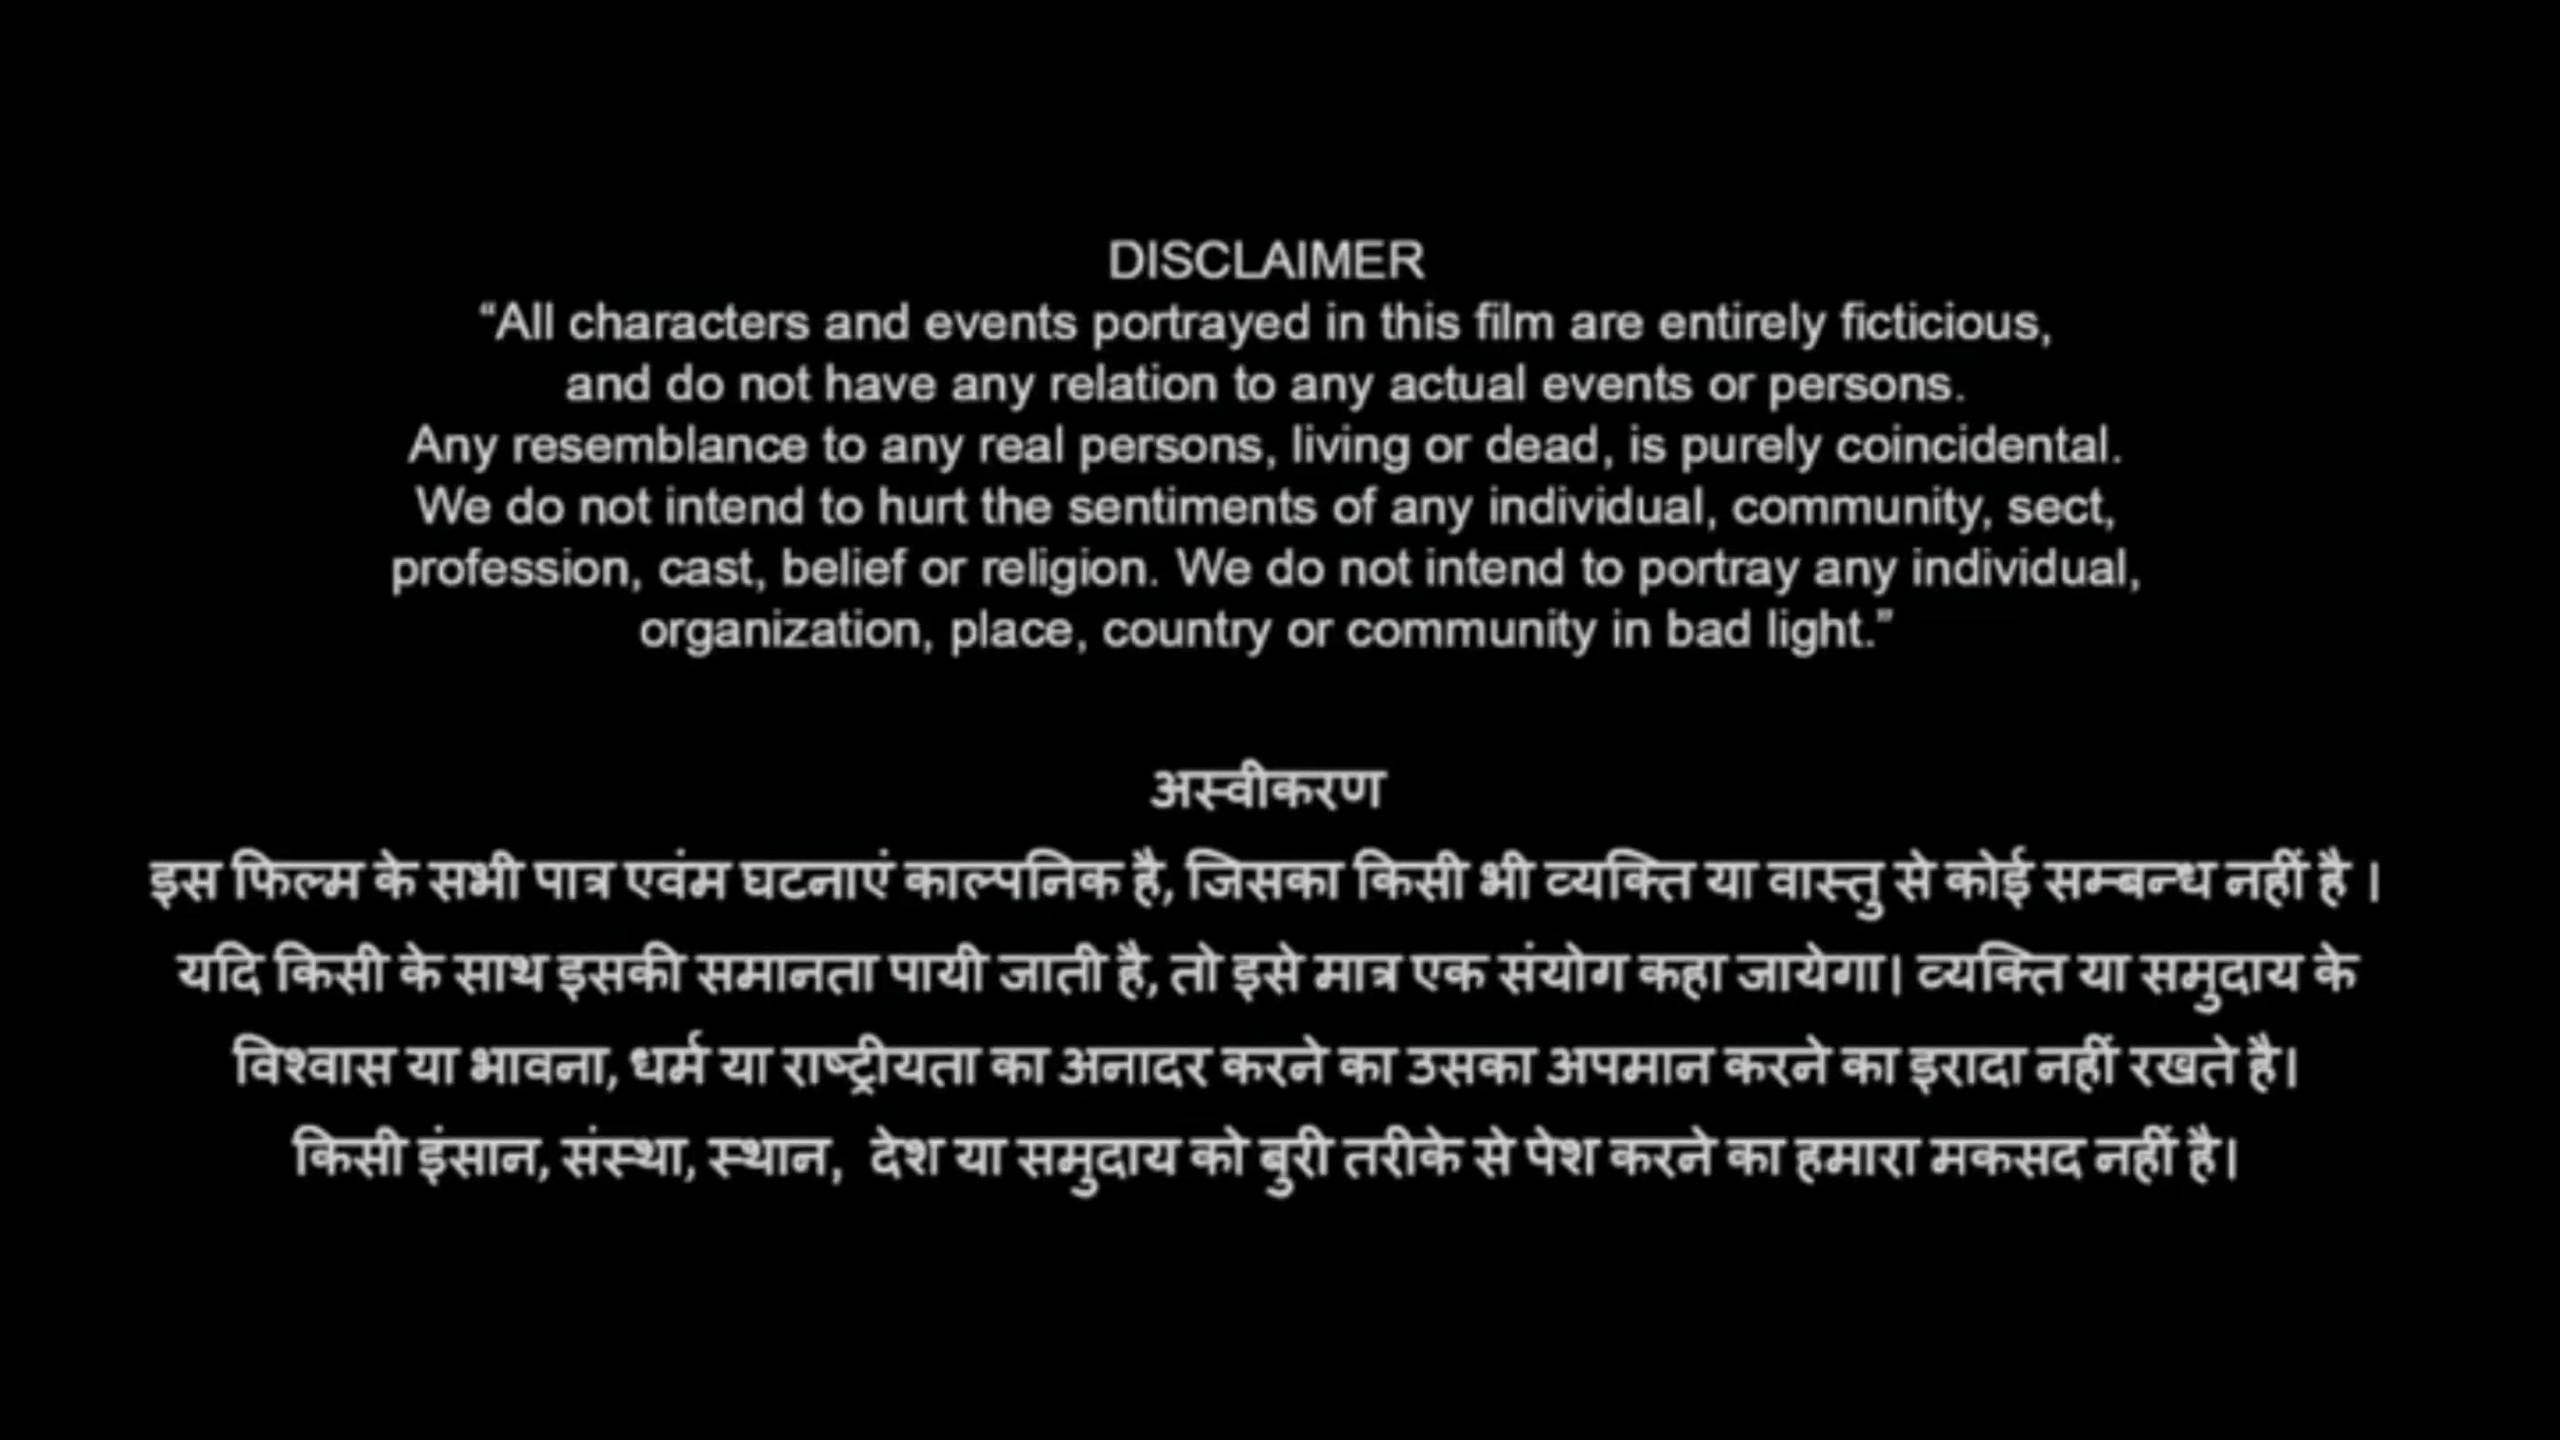 DISCLAIMER
“All characters and events portrayed in this film are entirely ficticious,
and do not have any relation to any actual events or persons.
Any resemblance to any real persons, living or dead, is purely coincidental.
We do not intend to hurt the sentiments of any individual, community, sect,
profession, cast, belief or religion. We do not intend to portray any individual,
organization, place, country or community in bad light.”
अस्वीकरण
इस फिल्म के सभी पात्र एवंम घटनाएं काल्पनिक है, जिसका किसी भी व्यक्ति या वास्तु से कोई सम्बन्ध नहीं है ।
यदि किसी के साथ इसकी समानता पायी जाती है, तो इसे मात्र एक संयोग कहा जायेगा। व्यक्ति या समुदाय के
विश्वास या भावना, धर्म या राष्ट्रीयता का अनादर करने का उसका अपमान करने का इरादा नहीं रखते है।
किसी इंसान, संस्था, स्थान, देश या समुदाय को बुरी तरीके से पेश करने का हमारा मकसद नहीं है।